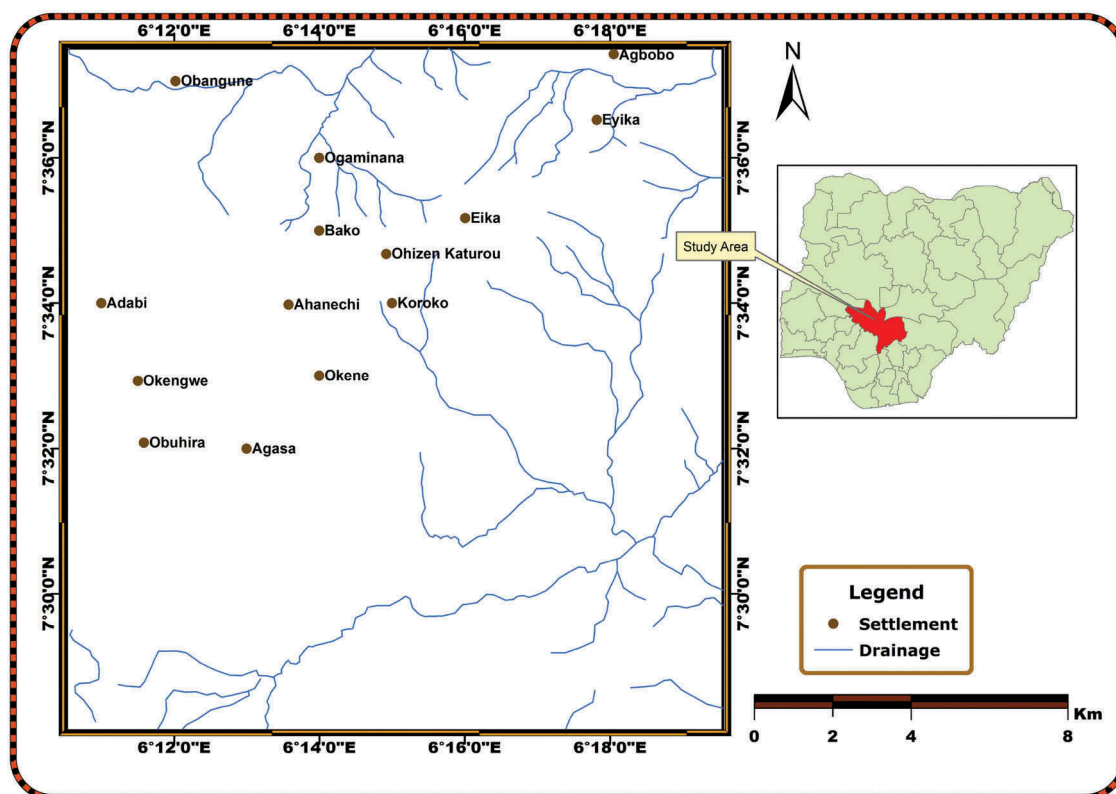 6°12'0"E 6°14'0"E 6°16'0"E 6°18'0"E
Agbobo
Obangune
Eyika
7°36'0"N
7°36'0"N
Ogaminana
Eika
Bako
Ohizen Katurou
7°34'0"N
7°34'0"N
Adabi
Ahanechi
Koroko
Okengwe
Okene
Obuhira
Agasa
7°32'0"N
7°32'0"N
7°30'0"N
7°30'0"N
6°12'0"E 6°14'0"E 6°16'0"E 6°18'0"E
N
Study Area
Legend
Settlement
Drainage
Km
0 2 4 8